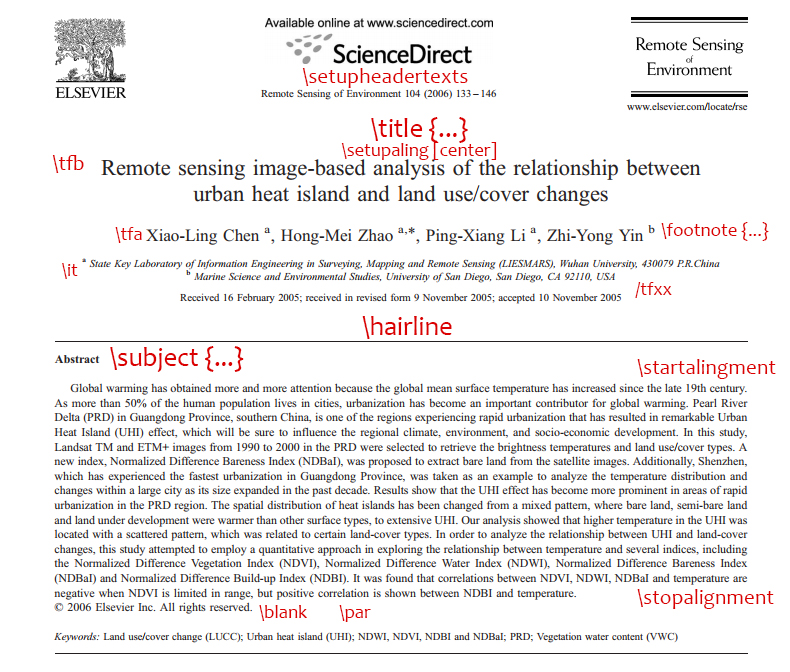 Available online at www.sciencedirect.com
ScienceDirect
ELSEVIER
\setupheadertexts
Remote Sensing of Environment 104 (2006) 133–146
Remote Sensing
of
Environment
www.elsevier.com/locate/rse
\title {...}
\setupaling [center]
\tfb Remote sensing image-based analysis of the relationship between
urban heat island and land use/cover changes
\tfa Xiao-Ling Chen a, Hong-Mei Zhao a,*, Ping-Xiang Li a, Zhi-Yong Yin b \footnote {...}
\it a State Key Laboratory of Information Engineering in Surveying, Mapping and Remote Sensing (LIESMARS), Wuhan University, 430079 P.R.China
b Marine Science and Environmental Studies, University of San Diego, San Diego, CA 92110, USA
Received 16 February 2005; received in revised form 9 November 2005; accepted 10 November 2005 /tfxx
\hairline
Abstract \subject {...}
\startalingment
Global warming has obtained more and more attention because the global mean surface temperature has increased since the late 19th century.
As more than 50% of the human population lives in cities, urbanization has become an important contributor for global warming. Pearl River
Delta (PRD) in Guangdong Province, southern China, is one of the regions experiencing rapid urbanization that has resulted in remarkable Urban
Heat Island (UHI) effect, which will be sure to influence the regional climate, environment, and socio-economic development. In this study,
Landsat TM and ETM+ images from 1990 to 2000 in the PRD were selected to retrieve the brightness temperatures and land use/cover types. A
new index, Normalized Difference Bareness Index (NDBaI), was proposed to extract bare land from the satellite images. Additionally, Shenzhen,
which has experienced the fastest urbanization in Guangdong Province, was taken as an example to analyze the temperature distribution and
changes within a large city as its size expanded in the past decade. Results show that the UHI effect has become more prominent in areas of rapid
urbanization in the PRD region. The spatial distribution of heat islands has been changed from a mixed pattern, where bare land, semi-bare land
and land under development were warmer than other surface types, to extensive UHI. Our analysis showed that higher temperature in the UHI was
located with a scattered pattern, which was related to certain land-cover types. In order to analyze the relationship between UHI and land-cover
changes, this study attempted to employ a quantitative approach in exploring the relationship between temperature and several indices, including
the Normalized Difference Vegetation Index (NDVI), Normalized Difference Water Index (NDWI), Normalized Difference Bareness Index
(NDBaI) and Normalized Difference Build-up Index (NDBI). It was found that correlations between NDVI, NDWI, NDBaI and temperature are
negative when NDVI is limited in range, but positive correlation is shown between NDBI and temperature.
\stopalignment
© 2006 Elsevier Inc. All rights reserved. \blank \par
Keywords: Land use/cover change (LUCC); Urban heat island (UHI); NDWI, NDVI, NDBI and NDBaI; PRD; Vegetation water content (VWC)